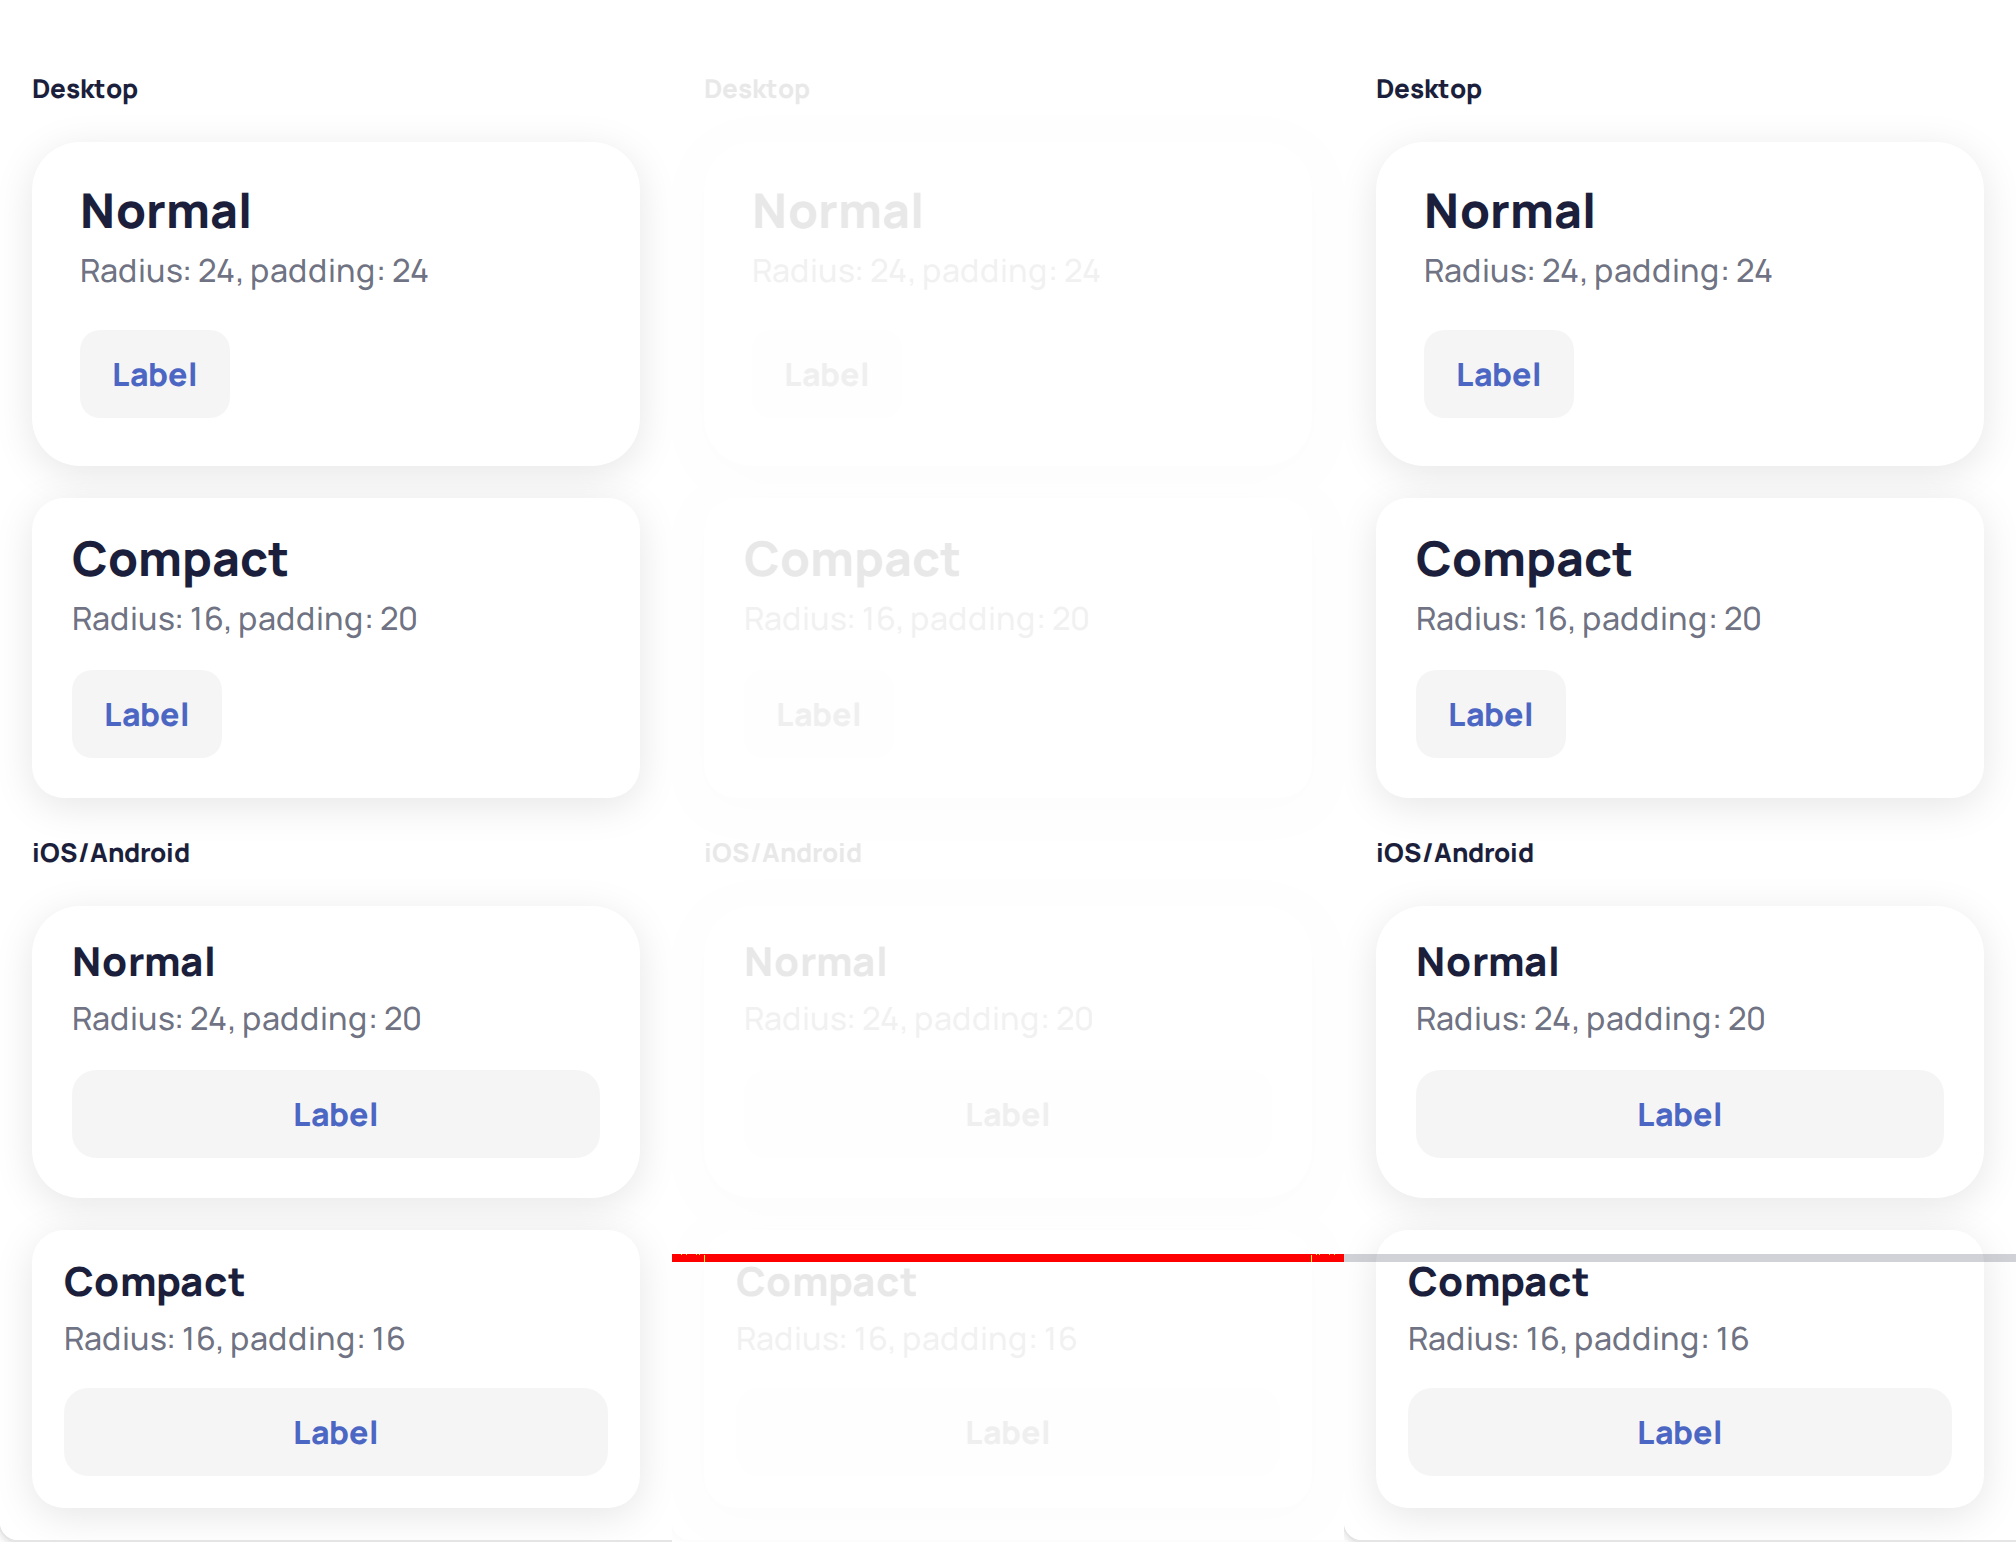 Desktop
Normal
Radius: 24, padding: 24
Label
Compact
Radius: 16, padding: 20
Label
iOS/Android
Normal
Radius: 24, padding: 20
Label
Compact
Radius: 16, padding: 16
Label
Desktop
Normal
Radius: 24, padding: 24
Label
Compact
Radius: 16, padding: 20
Label
iOS/Android
Normal
Radius: 24, padding: 20
Label
Compact
Radius: 16, padding: 16
Label
Desktop
Normal
Radius: 24, padding: 24
Label
Compact
Radius: 16, padding: 20
Label
iOS/Android
Normal
Radius: 24, padding: 20
Label
Compact
Radius: 16, padding: 16
Label